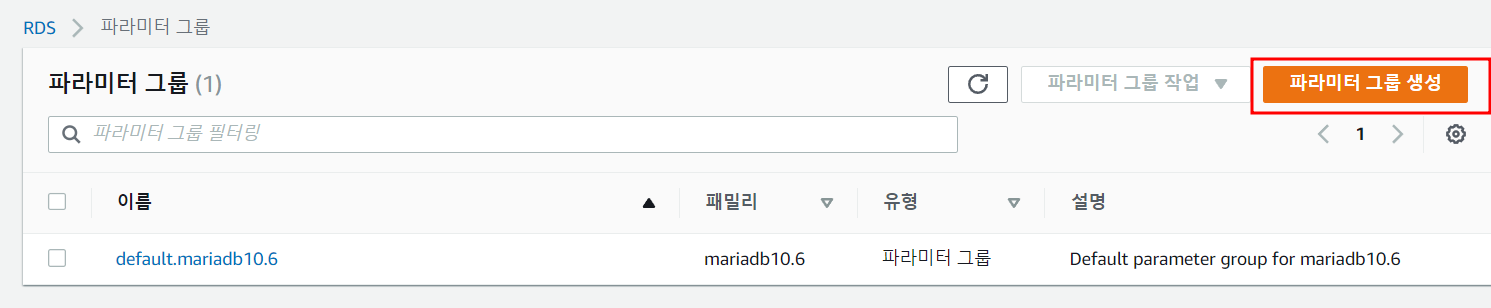 RDS > 파라미터 그룹
파라미터 그룹 (1)
파라미터 그룹 작업
파라미터 그룹 생성
파라미터 그룹 필터링
1
이름 패밀리 유형 설명
default.mariadb10.6 mariadb10.6 파라미터 그룹 Default parameter group for mariadb10.6